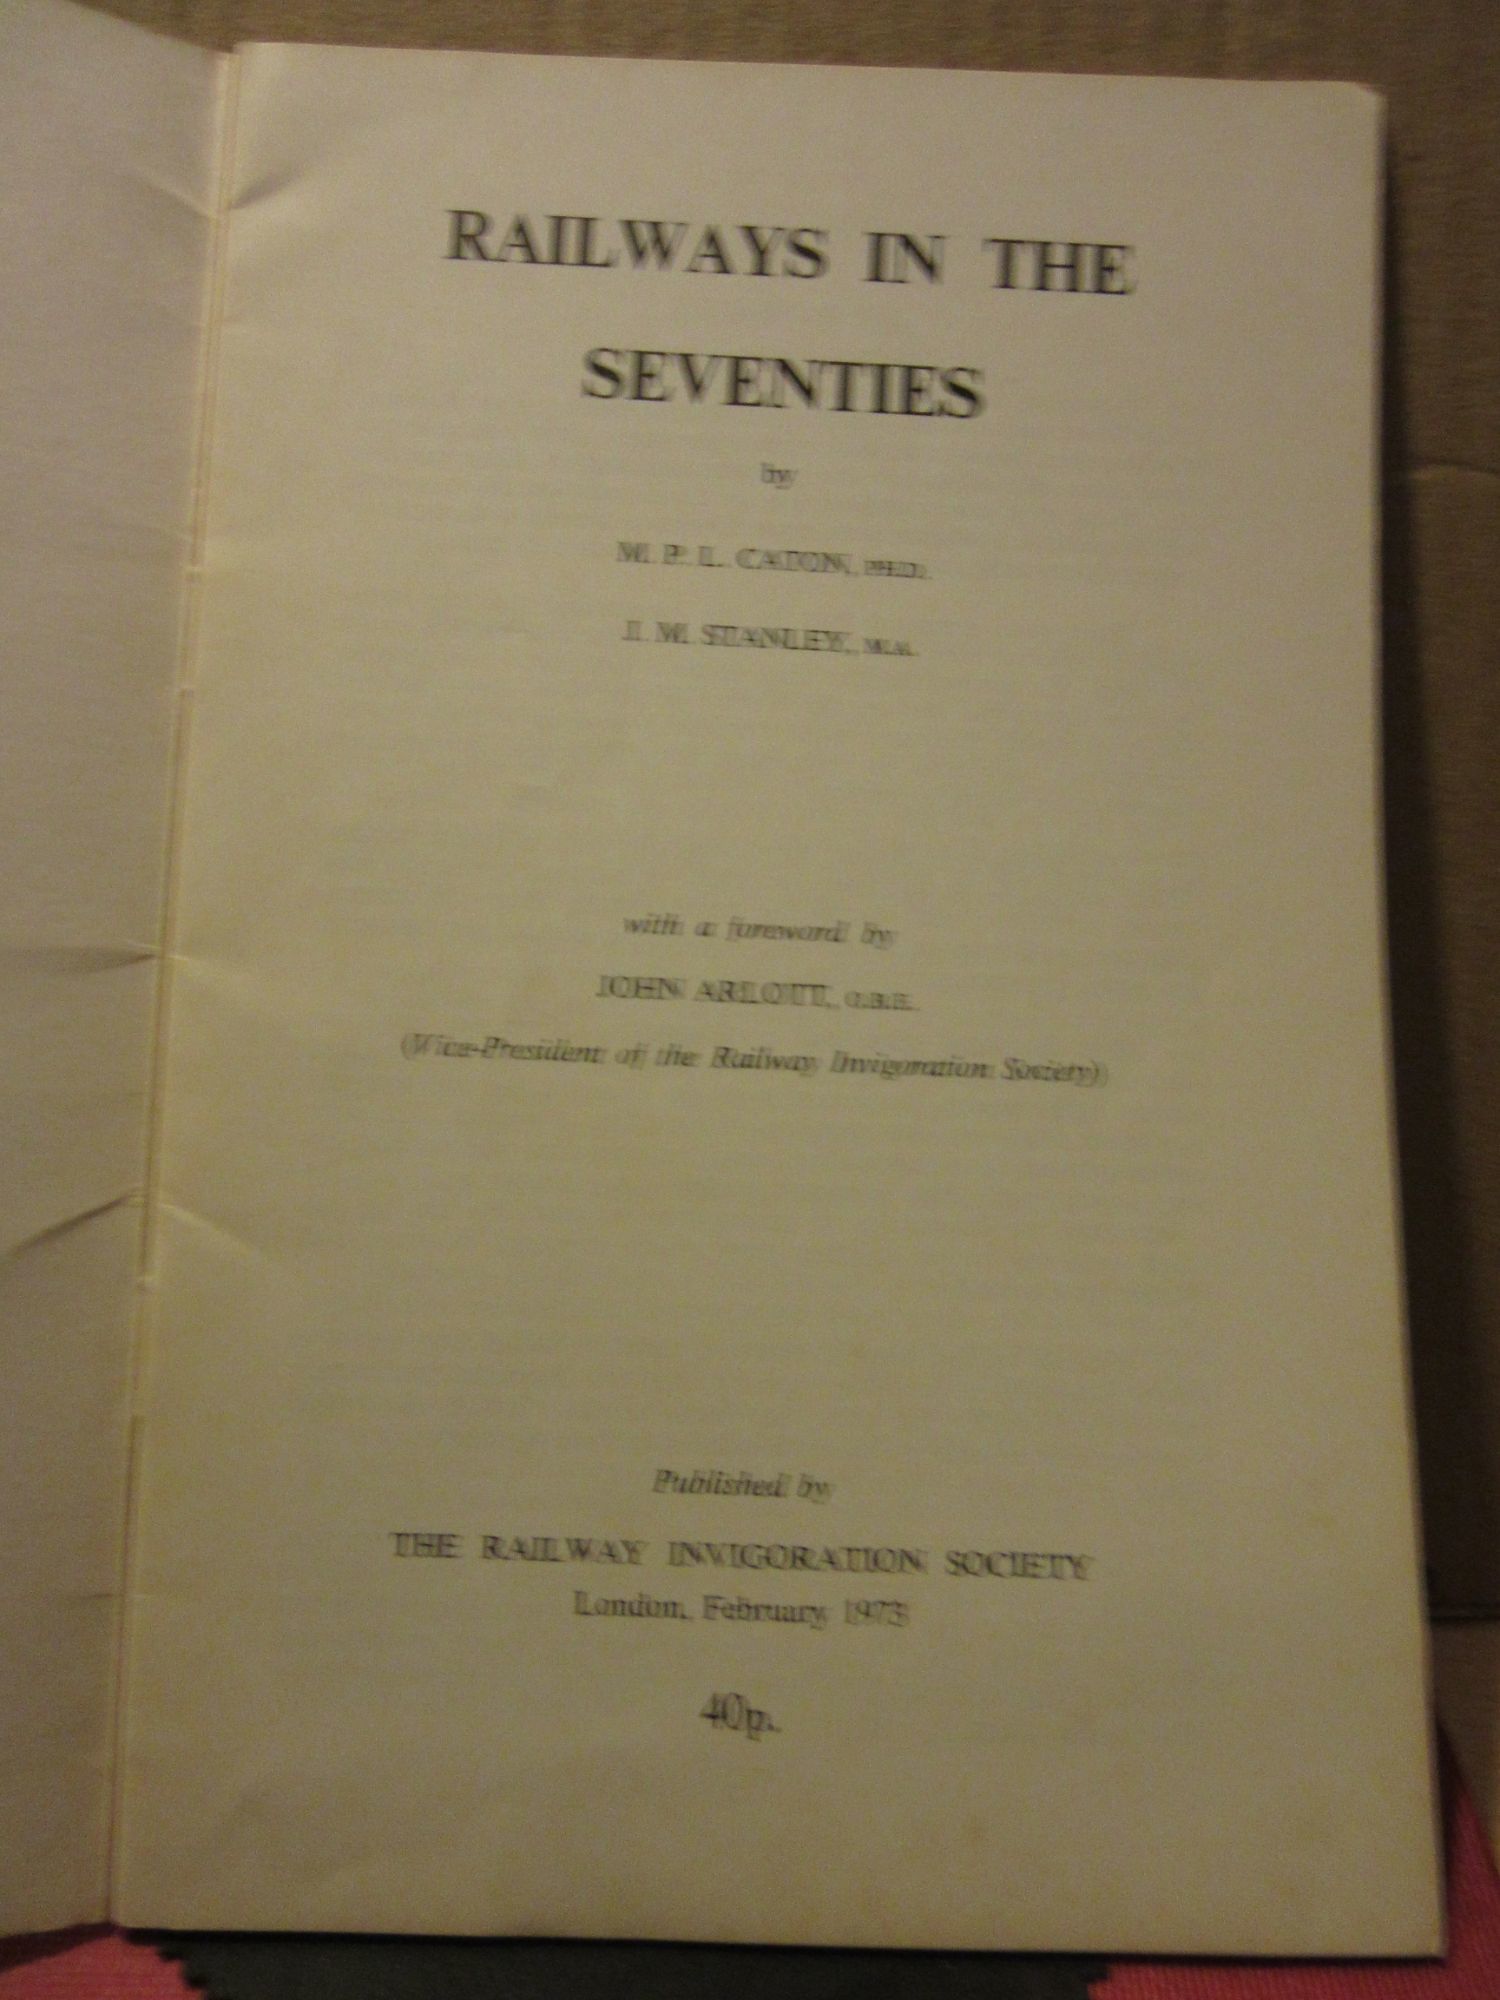 RAILWAYS IN THE
SEVENTIES
by
M. P. L. CATON, PH.D.
J. M. STANLEY, M.A.
with a foreword by
JOHN ARLOTT, O.B.E.
(Vice-President of the Railway Invigoration Society)
Published by
THE RAILWAY INVIGORATION SOCIETY
London, February 1973
40p.